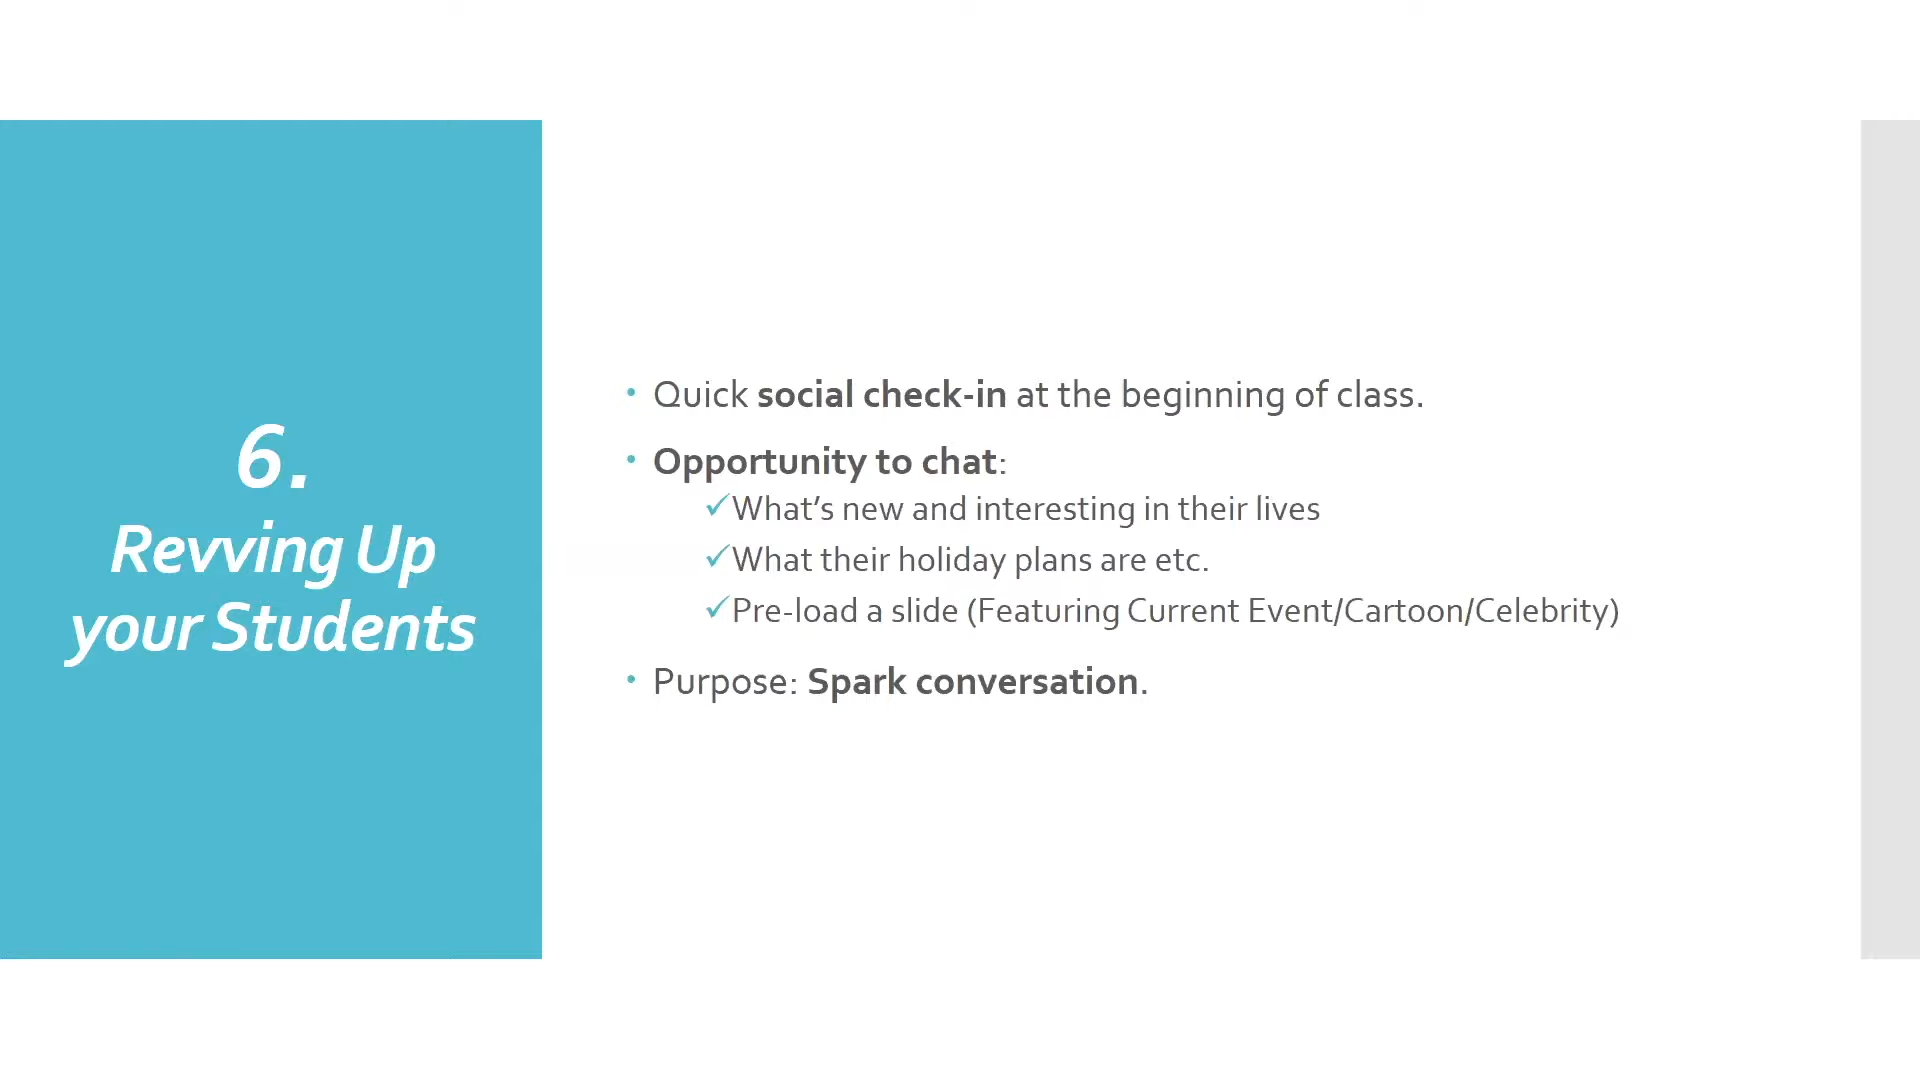 6.
Revving Up
your Students
• Quick social check-in at the beginning of class.
• Opportunity to chat:
✓What’s new and interesting in their lives
✓What their holiday plans are etc.
✓Pre-load a slide (Featuring Current Event/Cartoon/Celebrity)
• Purpose: Spark conversation.